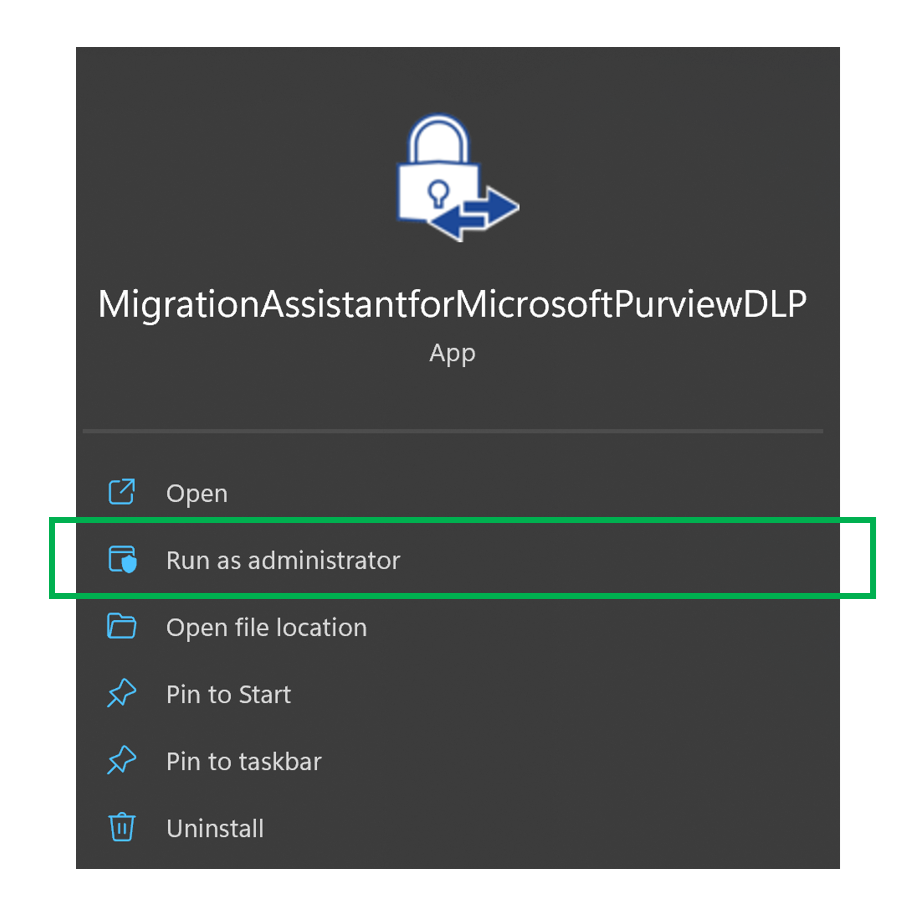 MigrationAssistantforMicrosoftPurviewDLP
App
Open
Run as administrator
Open file location
Pin to Start
Pin to taskbar
Uninstall